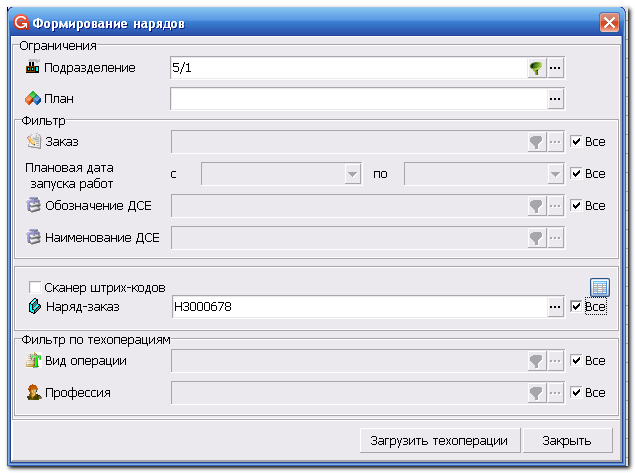 Формирование нарядов
Ограничения
Подразделение 5/1 ...
План ...
Фильтр
Заказ ... Все
Плановая дата
запуска работ с по Все
Обозначение ДСЕ ... Все
Наименование ДСЕ ...
Сканер штрих-кодов
Наряд-заказ НЗ000678 ... Все
Фильтр по техоперациям
Вид операции ... Все
Профессия ... Все
Загрузить техоперации Закрыть